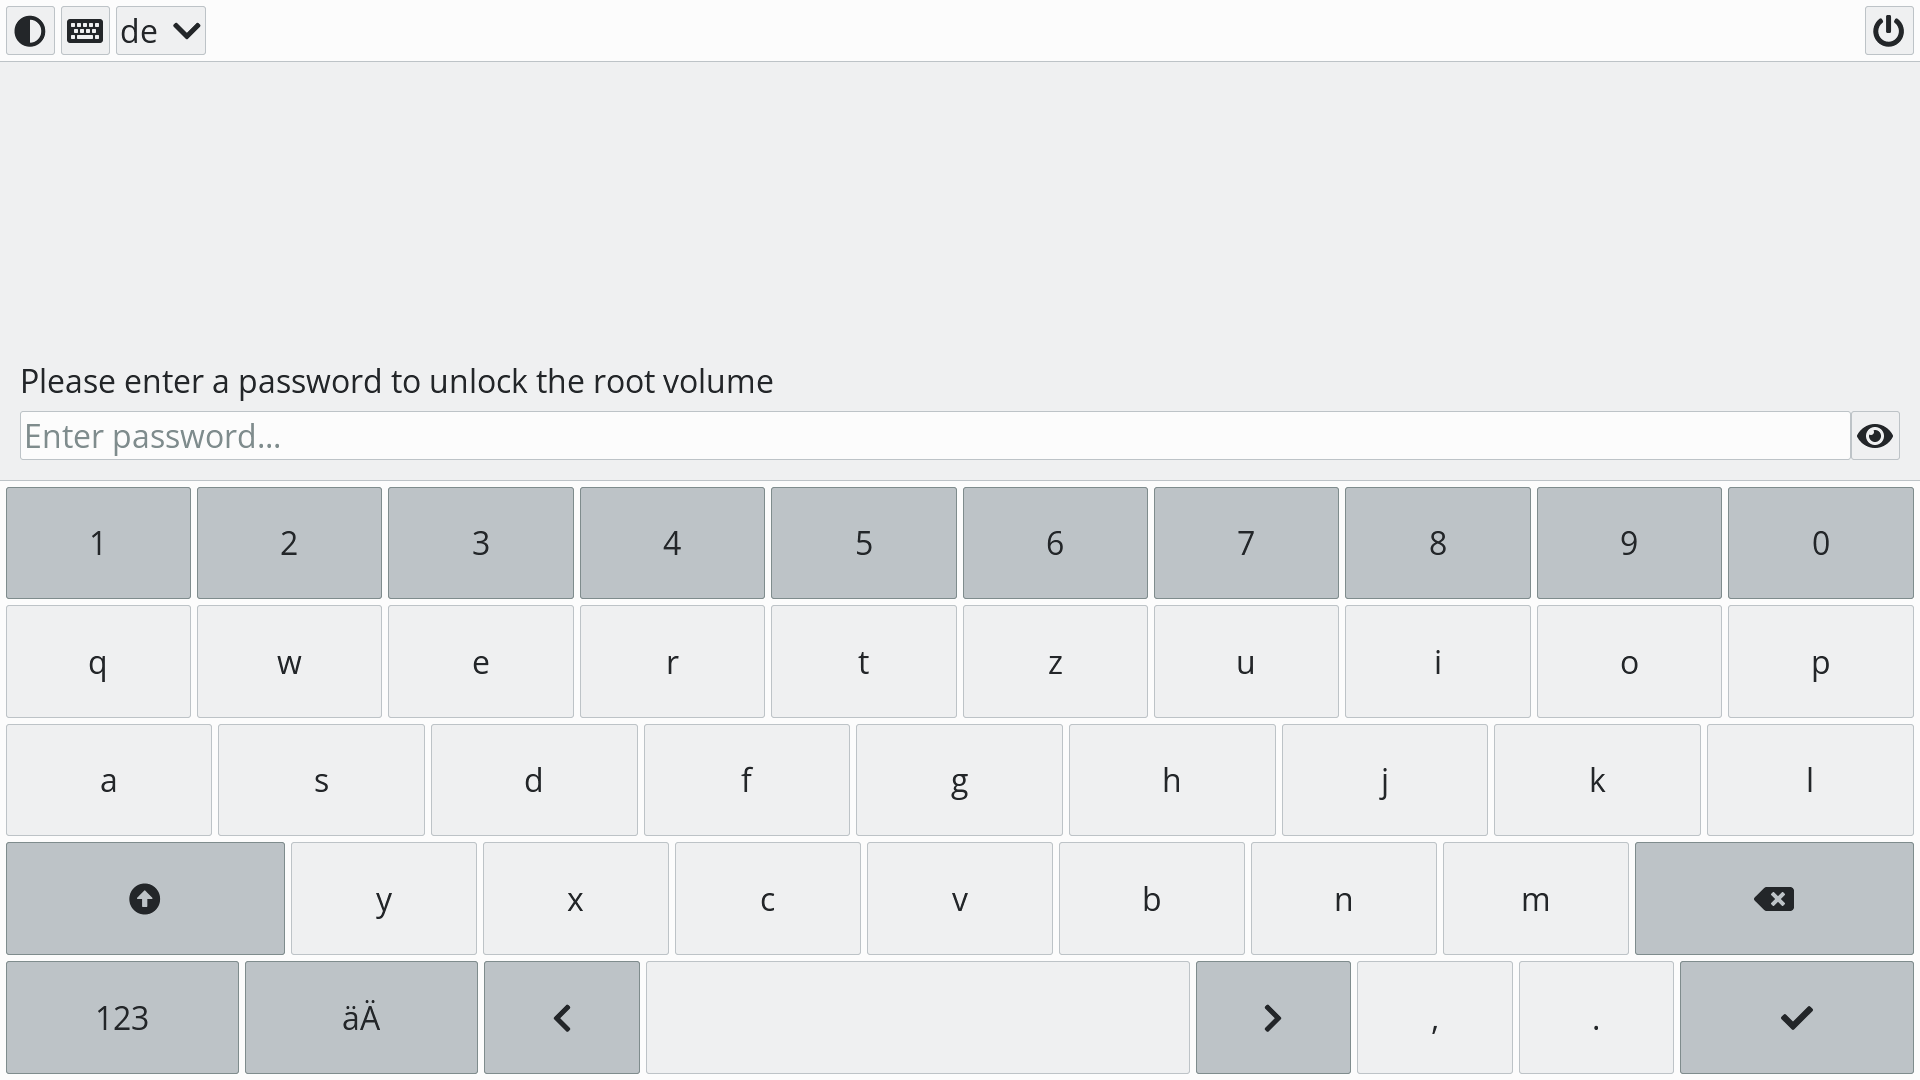 de
Please enter a password to unlock the root volume
Enter password...
1 2 3 4 5 6 7 8 9 0
q w e r t z u i o p
a s d f g h j k l
y x c v b n m
123 äÄ , .